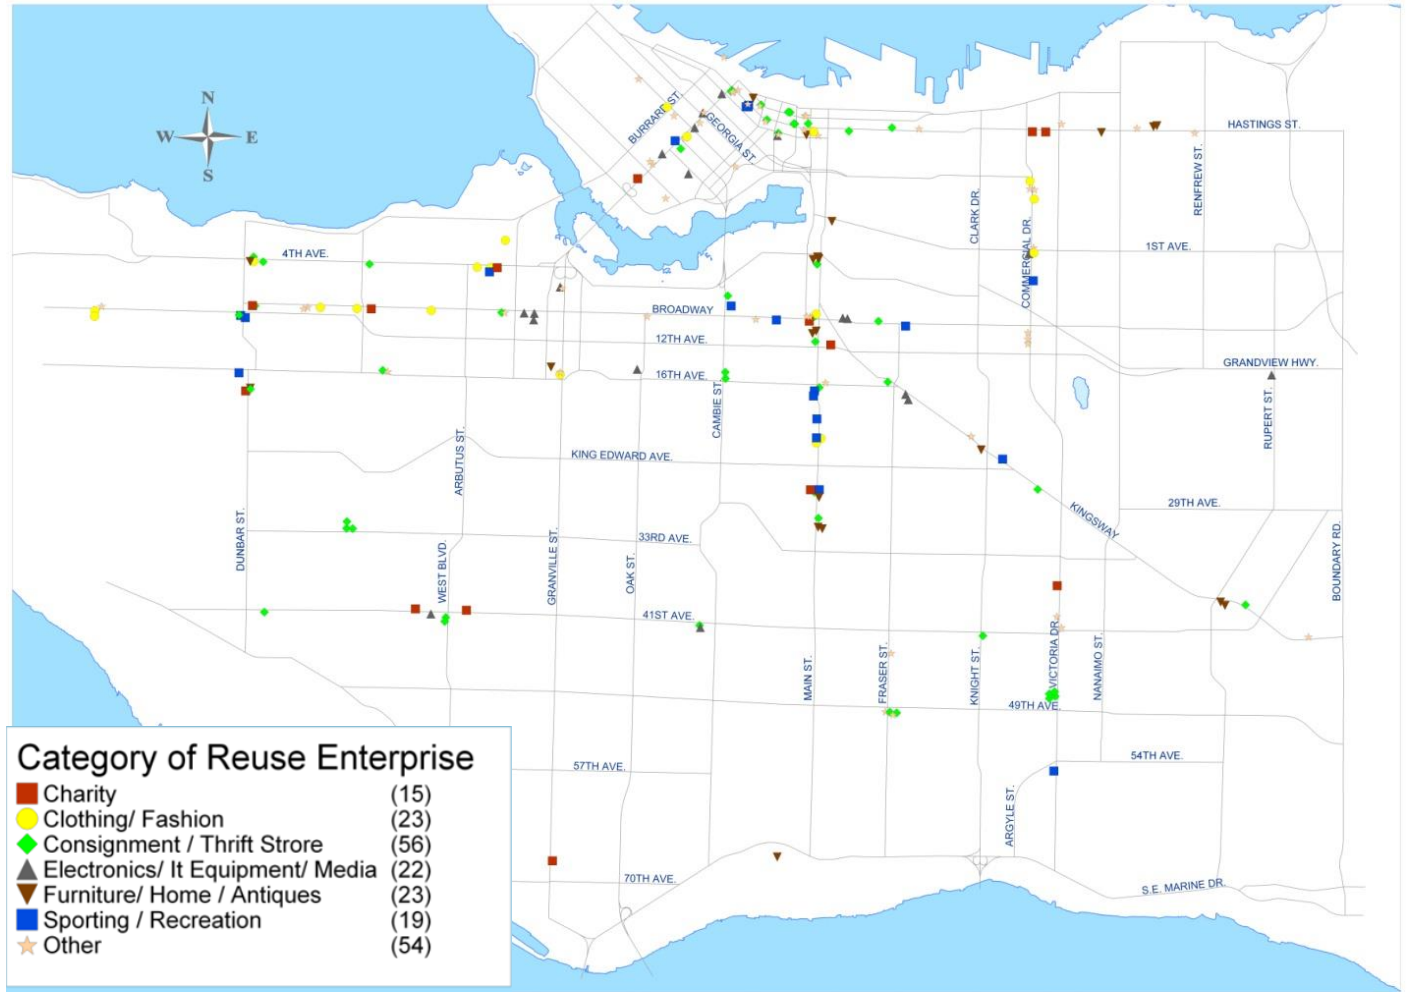 N
W E
S
BURRARD ST.
GEORGIA ST.
HASTINGS ST.
RENFREW ST.
CLARK DR.
COMMERCIAL DR.
1ST AVE.
4TH AVE.
BROADWAY
12TH AVE.
16TH AVE.
GRANDVIEW HWY.
CAMBIE ST.
RUPERT ST.
ARBUTUS ST.
KING EDWARD AVE.
KINGSWAY
29TH AVE.
DUNBAR ST.
33RD AVE.
BOUNDARY RD.
WEST BLVD.
GRANVILLE ST.
OAK ST.
41ST AVE.
MAIN ST.
FRASER ST.
KNIGHT ST.
VICTORIA DR.
NANAIMO ST.
49TH AVE.
57TH AVE.
54TH AVE.
ARGYLE ST.
70TH AVE.
S.E. MARINE DR.
Category of Reuse Enterprise
Charity (15)
Clothing/ Fashion (23)
Consignment / Thrift Strore (56)
Electronics/ It Equipment/ Media (22)
Furniture/ Home / Antiques (23)
Sporting / Recreation (19)
Other (54)